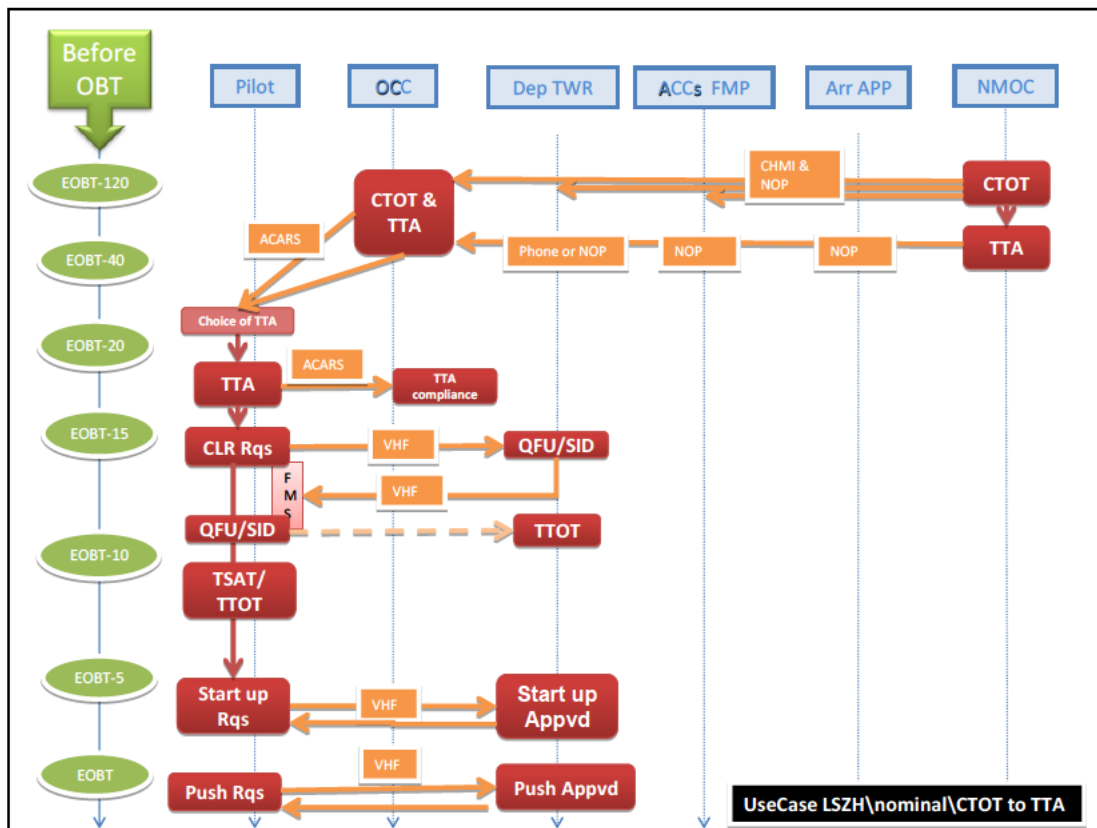 Before
OBT
Pilot
OCC
Dep TWR
ACCs FMP
Arr APP
NMOC
EOBT-120
CHMI &
NOP
CTOT
CTOT &
TTA
ACARS
EOBT-40
Phone or NOP
NOP
NOP
TTA
Choice of TTA
EOBT-20
TTA
ACARS
TTA
compliance
EOBT-15
CLR Rqs
VHF
QFU/SID
F
M
S
VHF
QFU/SID
TTOT
EOBT-10
TSAT/
TTOT
EOBT-5
Start up
Rqs
VHF
Start up
Appvd
EOBT
VHF
Push Rqs
Push Appvd
UseCase LSZH\nominal\CTOT to TTA